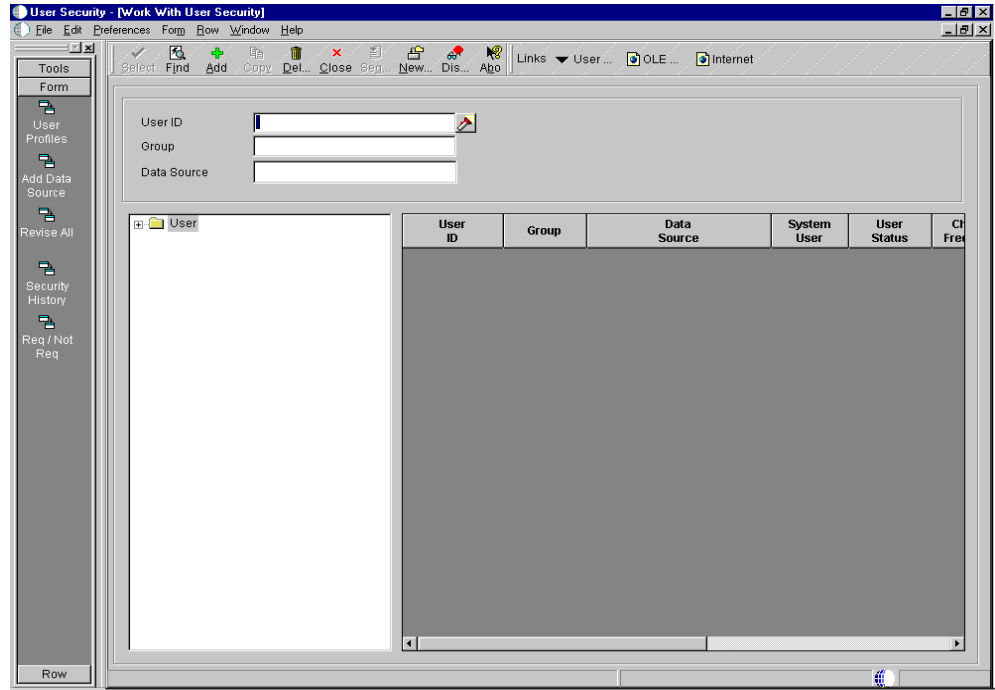 User Security - [Work With User Security]
File Edit Preferences Form Row Window Help
Tools
Form
User Profiles
Add Data Source
Revise All
Security History
Req / Not Req
Row
Select Find Add Copy Del... Close Seq... New... Dis... Abo
Links User ... OLE ... Internet
User ID
Group
Data Source
User
User ID Group Data Source System User User Status Ch Freq